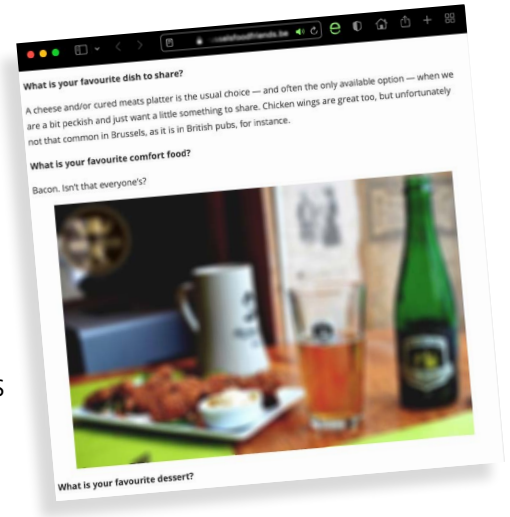 What is your favourite dish to share?
A cheese and/or cured meats platter is the usual choice — and often the only available option — when we
are a bit peckish and just want a little something to share. Chicken wings are great too, but unfortunately
not that common in Brussels, as it is in British pubs, for instance.
What is your favourite comfort food?
Bacon. Isn't that everyone's?
What is your favourite dessert?
s